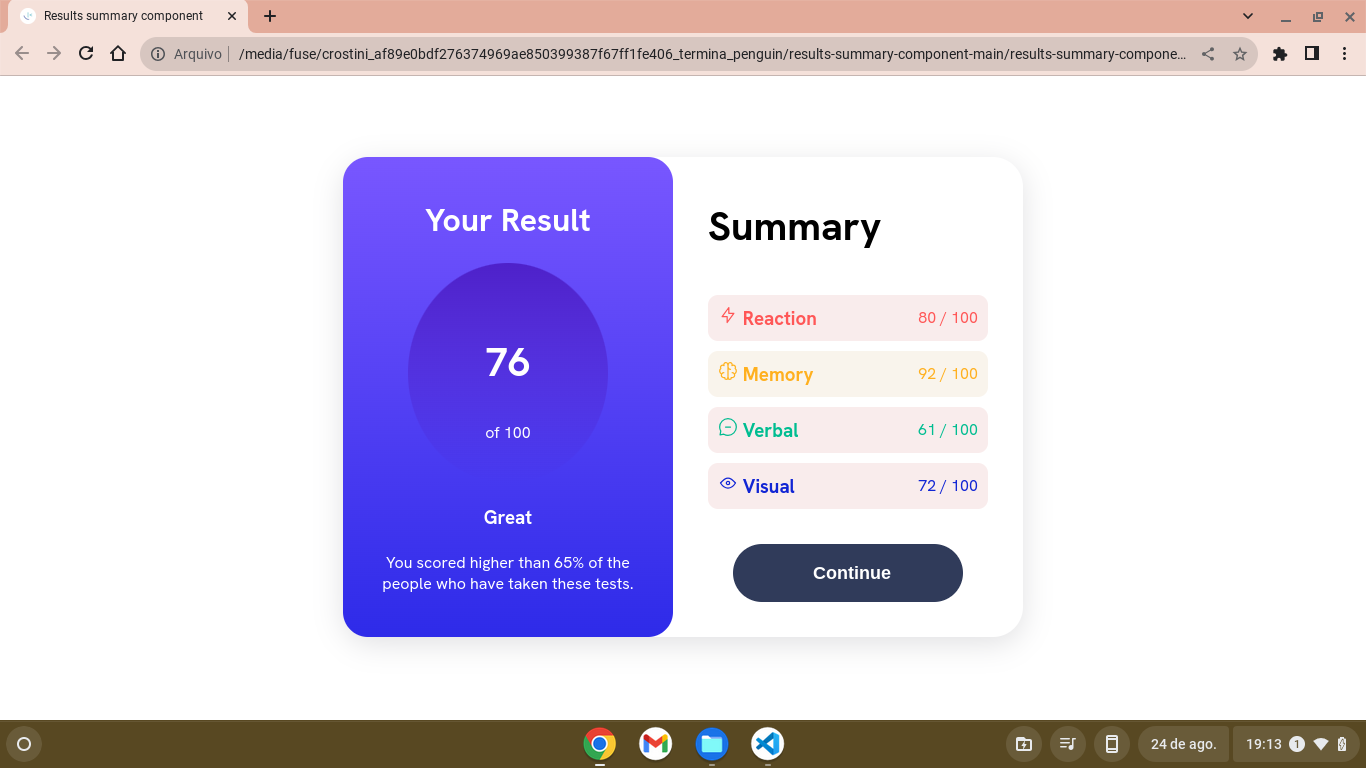 Results summary component
Arquivo
/media/fuse/crostini_af89e0bdf276374969ae850399387f67ff1fe406_termina_penguin/results-summary-component-main/results-summary-compone...
Your Result
76
of 100
Great
You scored higher than 65% of the
people who have taken these tests.
Summary
Reaction 80 / 100
Memory 92 / 100
Verbal 61 / 100
Visual 72 / 100
Continue
24 de ago.
19:13 1